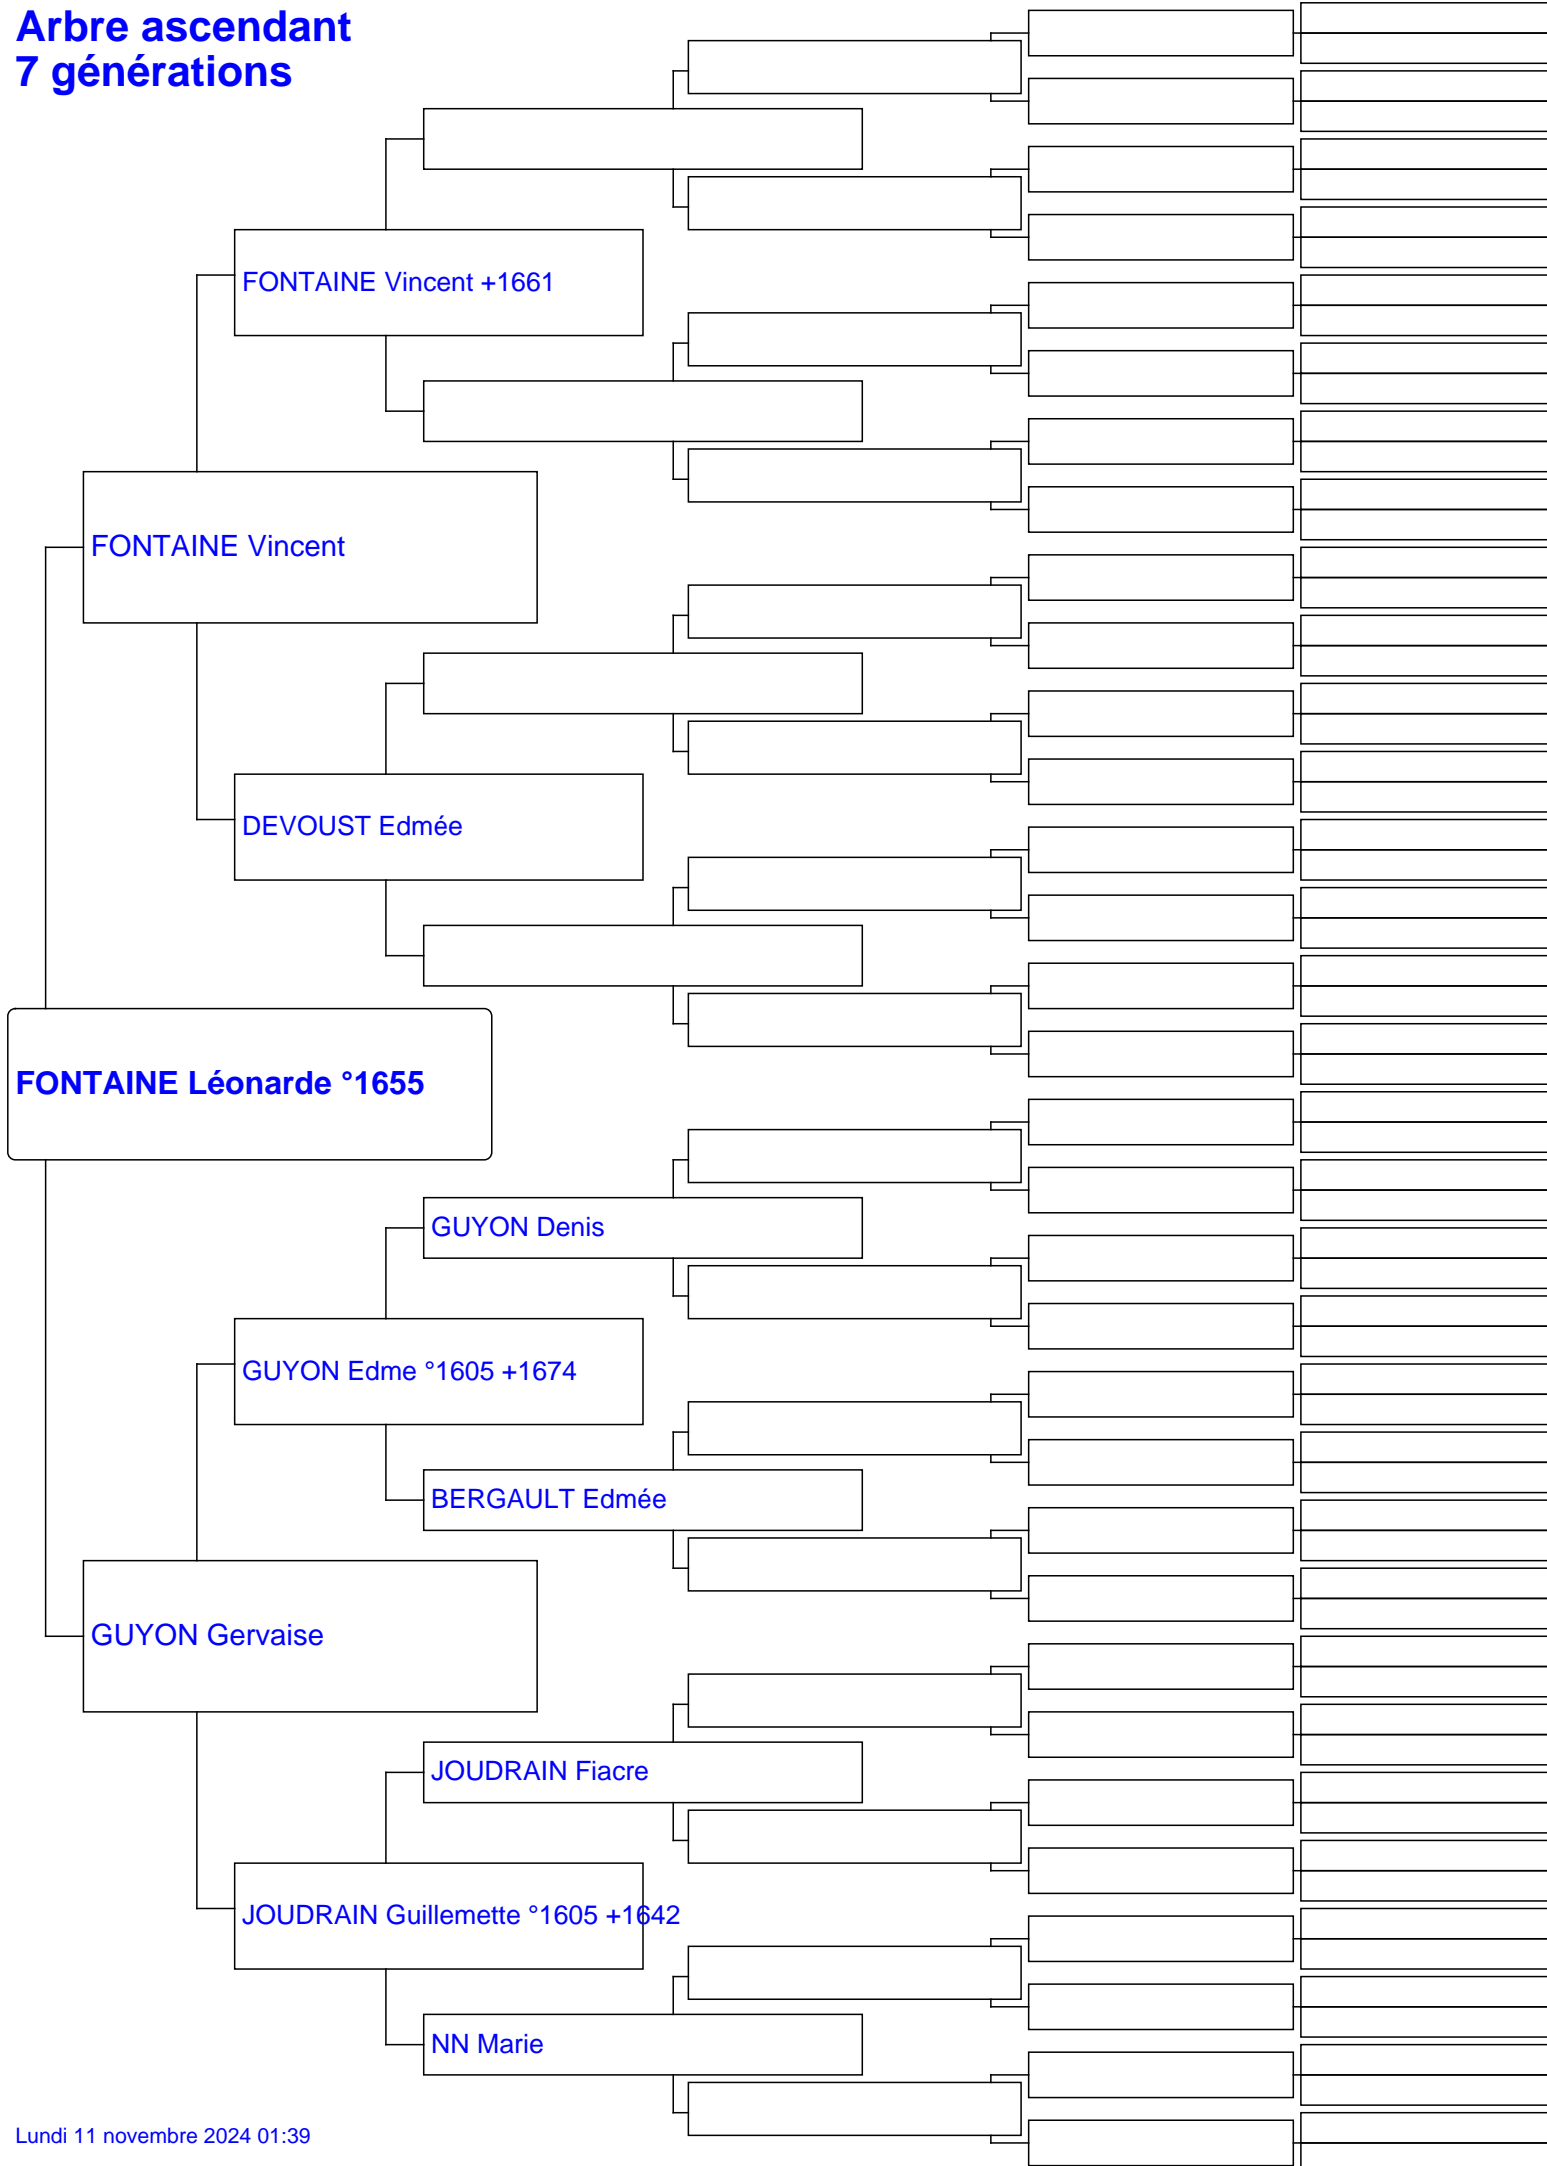 Arbre ascendant
7 générations
FONTAINE Vincent +1661
FONTAINE Vincent
DEVOUST Edmée
FONTAINE Léonarde °1655
GUYON Denis
GUYON Edme °1605 +1674
BERGAULT Edmée
GUYON Gervaise
JOUDRAIN Fiacre
JOUDRAIN Guillemette °1605 +1642
NN Marie
Lundi 11 novembre 2024 01:39